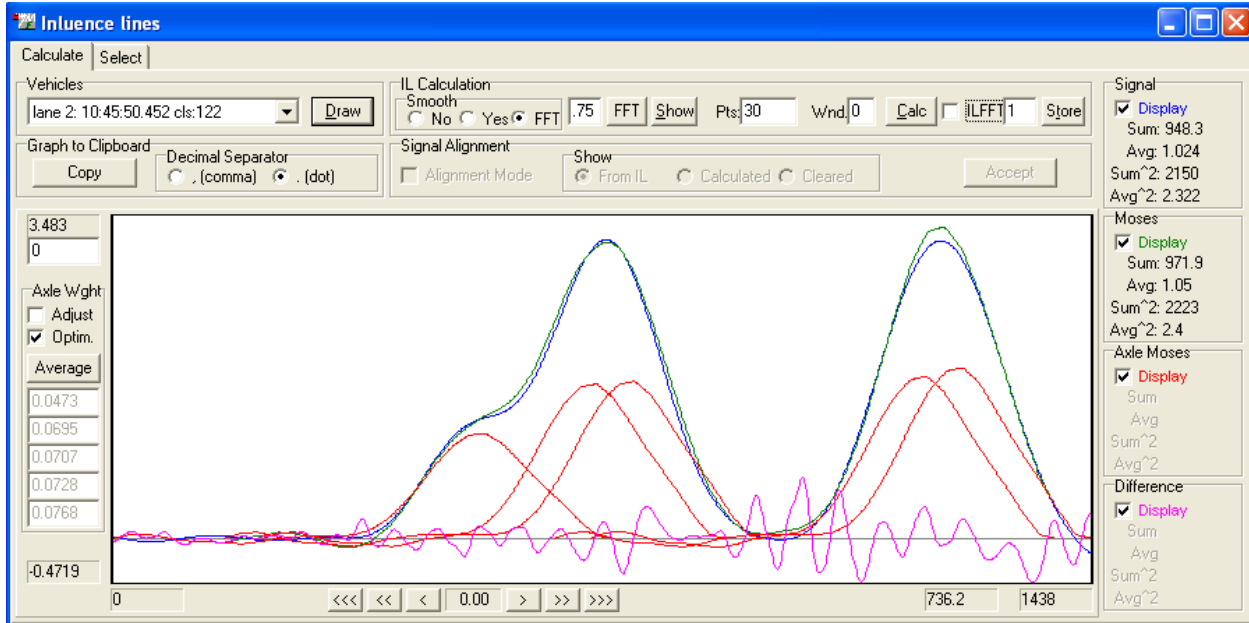 Inluence lines
Calculate Select
Vehicles
lane 2: 10:45:50.452 cls:122 Draw
IL Calculation
Smooth
No Yes FFT .75 FFT Show Pts: 30 Wnd. 0 Calc ILFFT 1 Store
Graph to Clipboard
Copy
Decimal Separator
, (comma) . (dot)
Signal Alignment
Alignment Mode
Show
From IL Calculated Cleared
Accept
3.483
0
Axle Wght
Adjust
Optim.
Average
0.0473
0.0695
0.0707
0.0728
0.0768
-0.4719
0 <<< << < 0.00 > >> >>> 736.2 1438
Signal
Display
Sum: 948.3
Avg: 1.024
Sum^2: 2150
Avg^2: 2.322
Moses
Display
Sum: 971.9
Avg: 1.05
Sum^2: 2223
Avg^2: 2.4
Axle Moses
Display
Sum
Avg
Sum^2
Avg^2
Difference
Display
Sum
Avg
Sum^2
Avg^2